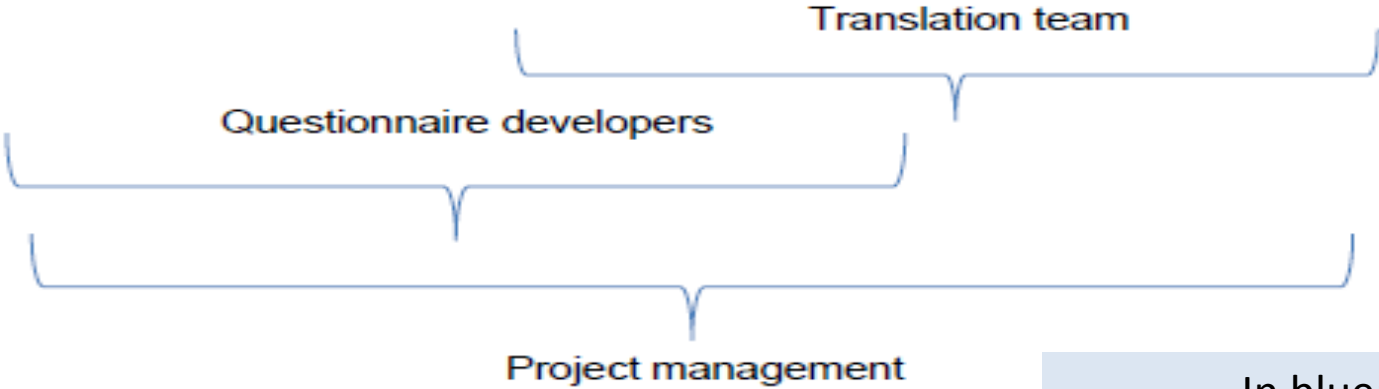 Translation team
Questionnaire developers
Project management
In blue